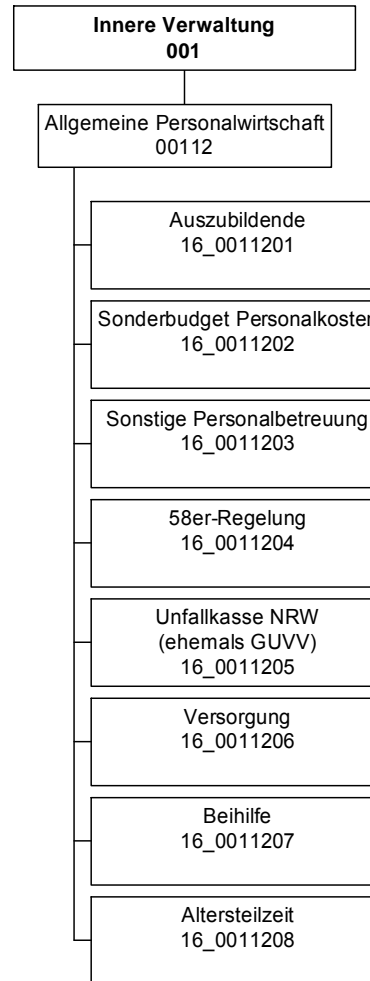 Innere Verwaltung
001
Allgemeine Personalwirtschaft
00112
Auszubildende
16_0011201
Sonderbudget Personalkosten
16_0011202
Sonstige Personalbetreuung
16_0011203
58er-Regelung
16_0011204
Unfallkasse NRW
(ehemals GUVV)
16_0011205
Versorgung
16_0011206
Beihilfe
16_0011207
Altersteilzeit
16_0011208